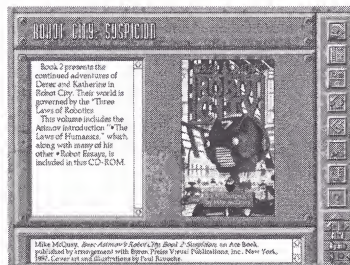 ROBOT CITY: SUSPICION
Book 2 presents the
continued adventures of
Derec and Katherine in
Robot City. Their world is
governed by the "Three
Laws of Robotics.
This volume includes the
Asimov introduction "•The
Laws of Humanics," which,
along with many of his
other •Robot Essays, is
included in this CD-ROM.
ROBOT
CITY
Mike McQuay, Isaac Asimov's Robot City, Book 2: Suspicion, an Ace Book,
published by arrangement with Byron Preiss Visual Publications, Inc., New York,
1987. Cover art and illustrations by Paul Rivoche.